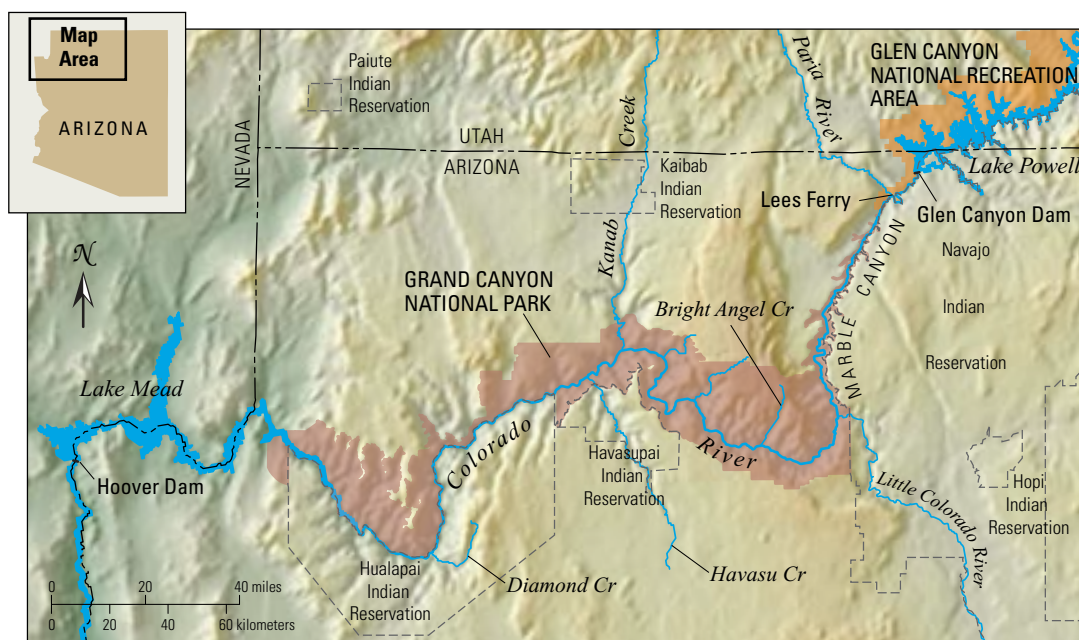 Map
Area
ARIZONA
Paiute
Indian
Reservation
NEVADA
UTAH
ARIZONA
Kanab Creek
Kaibab
Indian
Reservation
Paria River
GLEN CANYON
NATIONAL RECREATION
AREA
Lake Powell
Lees Ferry
Glen Canyon Dam
MARBLE CANYON
Navajo
Indian
Reservation
N
GRAND CANYON
NATIONAL PARK
Bright Angel Cr
Lake Mead
Hoover Dam
Colorado River
Havasupai
Indian
Reservation
Little Colorado River
Hopi
Indian
Reservation
Hualapai
Indian
Reservation
Diamond Cr
Havasu Cr
0 20 40 miles
0 20 40 60 kilometers